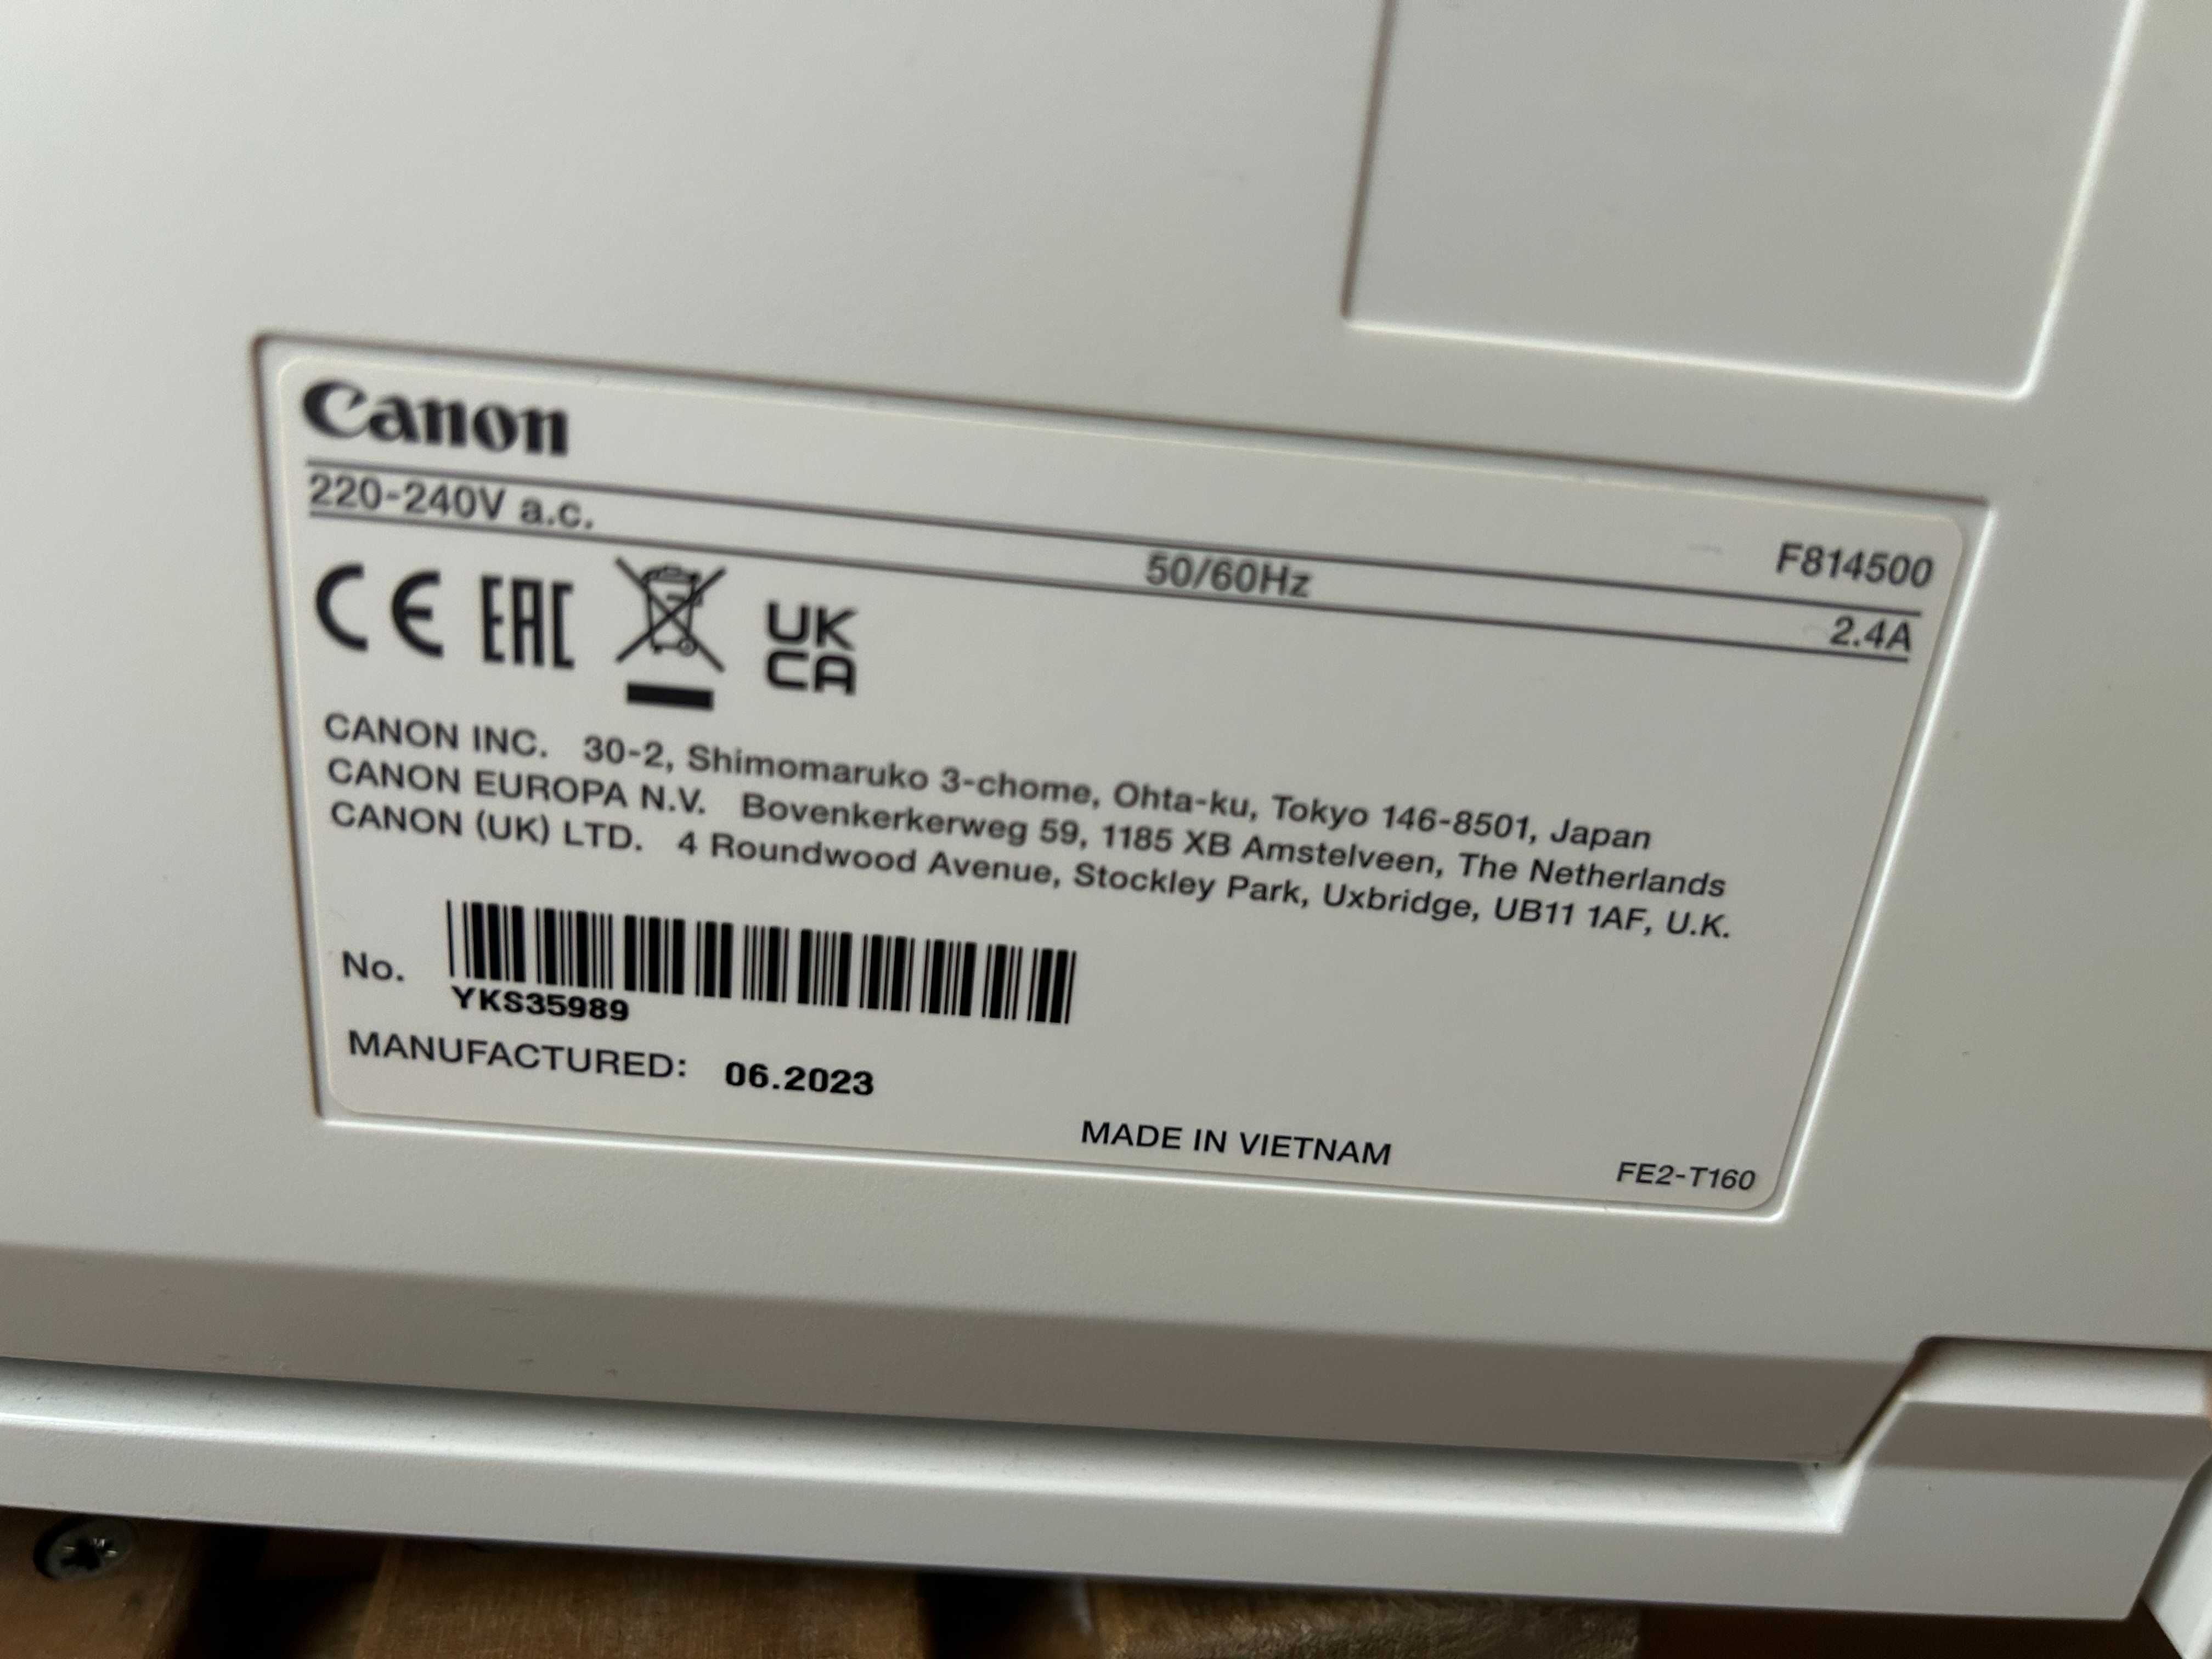 Canon
F814500
220-240V a.c. 50/60Hz 2.4A
CE EAC UK
CA
CANON INC. 30-2, Shimomaruko 3-chome, Ohta-ku, Tokyo 146-8501, Japan
CANON EUROPA N.V. Bovenkerkerweg 59, 1185 XB Amstelveen, The Netherlands
CANON (UK) LTD. 4 Roundwood Avenue, Stockley Park, Uxbridge, UB11 1AF, U.K.
No.
YKS35989
MANUFACTURED: 06.2023
MADE IN VIETNAM
FE2-T160